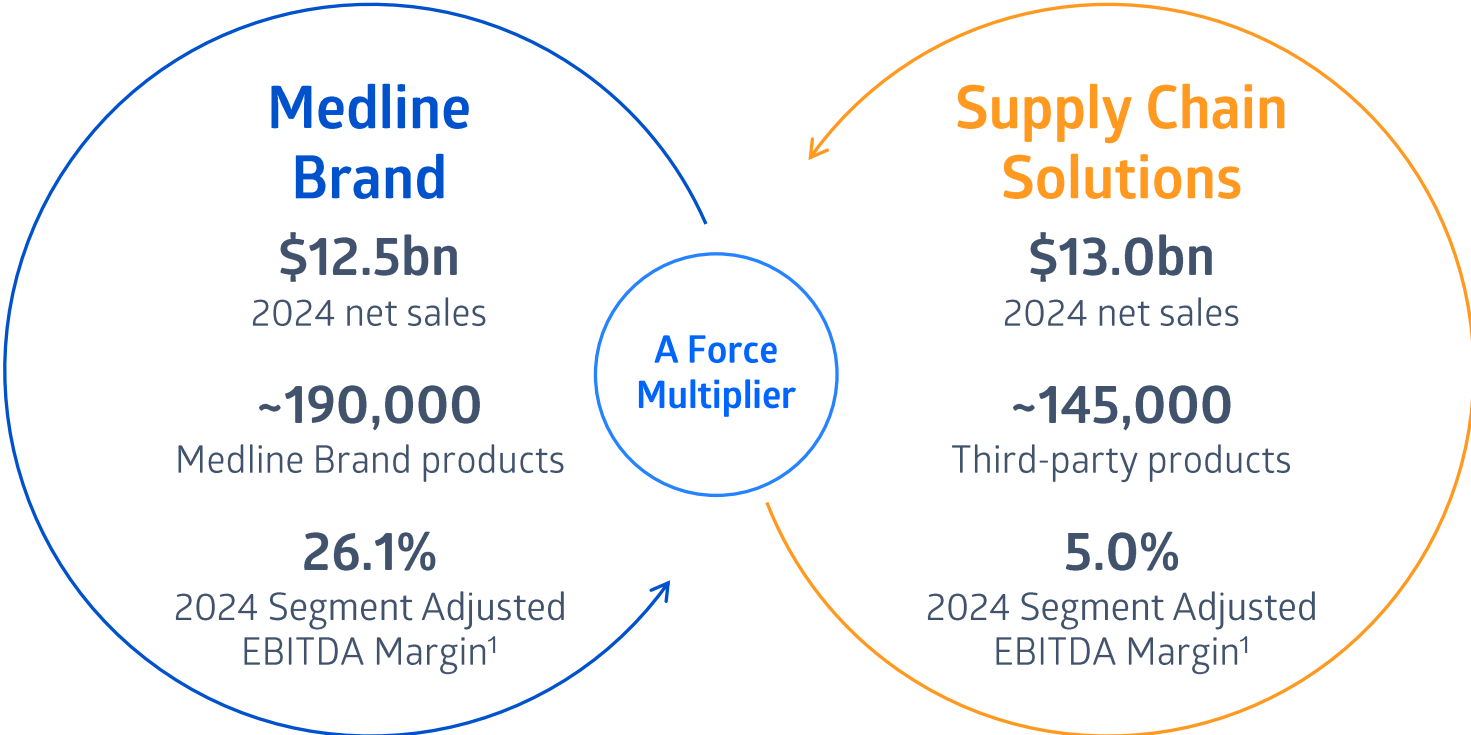 Medline
Brand
$12.5bn
2024 net sales
~190,000
Medline Brand products
26.1%
2024 Segment Adjusted
EBITDA Margin¹
A Force
Multiplier
Supply Chain
Solutions
$13.0bn
2024 net sales
~145,000
Third-party products
5.0%
2024 Segment Adjusted
EBITDA Margin¹